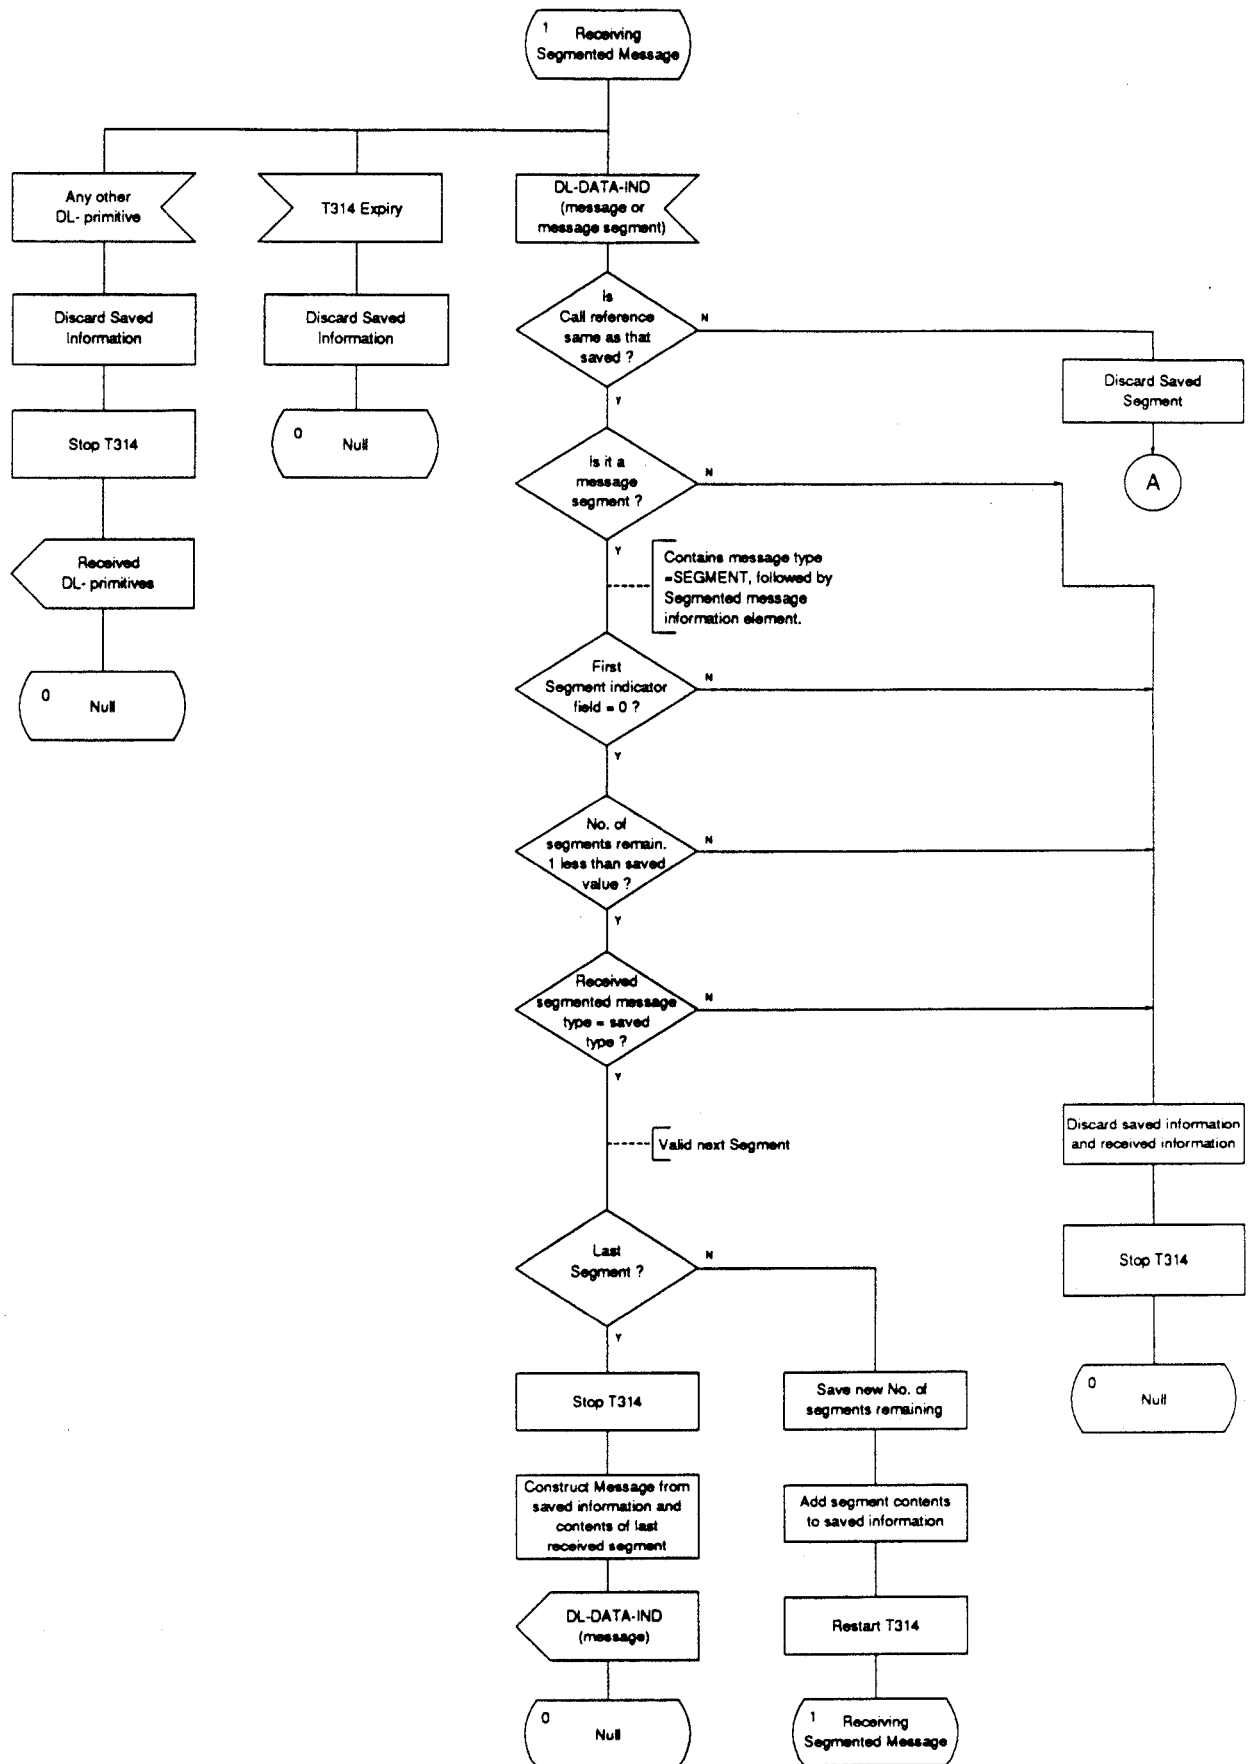 1 Receiving
Segmented Message
Any other
DL- primitive
T314 Expiry
DL-DATA-IND
(message or
message segment)
Discard Saved
Information
Discard Saved
Information
Is
Call reference
same as that
saved ?
N
Y
Discard Saved
Segment
A
Stop T314
0 Null
Is it a
message
segment ?
N
Y
Contains message type
=SEGMENT, followed by
Segmented message
information element.
Received
DL- primitives
0 Null
First
Segment indicator
field = 0 ?
N
Y
No. of
segments remain.
1 less than saved
value ?
N
Y
Received
segmented message
type = saved
type ?
N
Y
Valid next Segment
Discard saved information
and received information
Stop T314
0 Null
Last
Segment ?
N
Y
Stop T314
Save new No. of
segments remaining
Construct Message from
saved information and
contents of last
received segment
Add segment contents
to saved information
DL-DATA-IND
(message)
Restart T314
0 Null
1 Receiving
Segmented Message